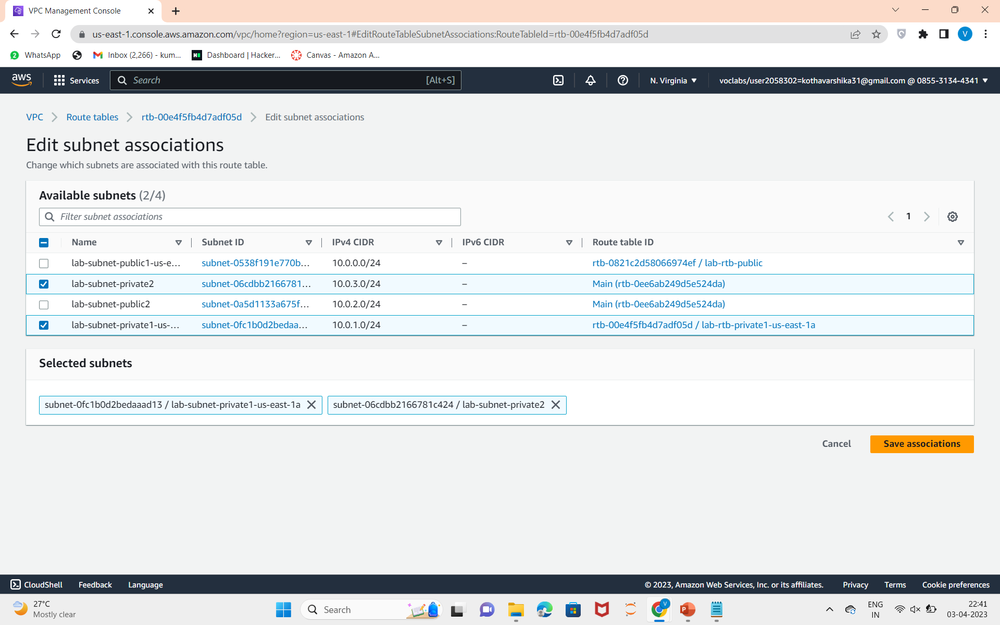 VPC Management Console
us-east-1.console.aws.amazon.com/vpc/home?region=us-east-1#EditRouteTableSubnetAssociations:RouteTableId=rtb-00e4f5fb4d7adf05d
V
2 WhatsApp
Inbox (2,266) - kum...
Dashboard | Hacker...
Canvas - Amazon A...
aws
Services
Search
[Alt+S]
N. Virginia
voclabs/user2058302=kothavarshika31@gmail.com @ 0855-3134-4341
VPC
Route tables
rtb-00e4f5fb4d7adf05d
Edit subnet associations
Edit subnet associations
Change which subnets are associated with this route table.
Available subnets (2/4)
Filter subnet associations
1
Name Subnet ID IPv4 CIDR IPv6 CIDR Route table ID
lab-subnet-public1-us-e... subnet-0538f191e770b... 10.0.0.0/24 – rtb-0821c2d58066974ef / lab-rtb-public
lab-subnet-private2 subnet-06cdbb2166781... 10.0.3.0/24 – Main (rtb-0ee6ab249d5e524da)
lab-subnet-public2 subnet-0a5d1133a675f... 10.0.2.0/24 – Main (rtb-0ee6ab249d5e524da)
lab-subnet-private1-us-... subnet-0fc1b0d2bedaa... 10.0.1.0/24 – rtb-00e4f5fb4d7adf05d / lab-rtb-private1-us-east-1a
Selected subnets
subnet-0fc1b0d2bedaaad13 / lab-subnet-private1-us-east-1a
subnet-06cdbb2166781c424 / lab-subnet-private2
Cancel
Save associations
CloudShell
Feedback
Language
© 2023, Amazon Web Services, Inc. or its affiliates.
Privacy
Terms
Cookie preferences
27°C
Mostly clear
Search
V
P
ENG
IN
22:41
03-04-2023